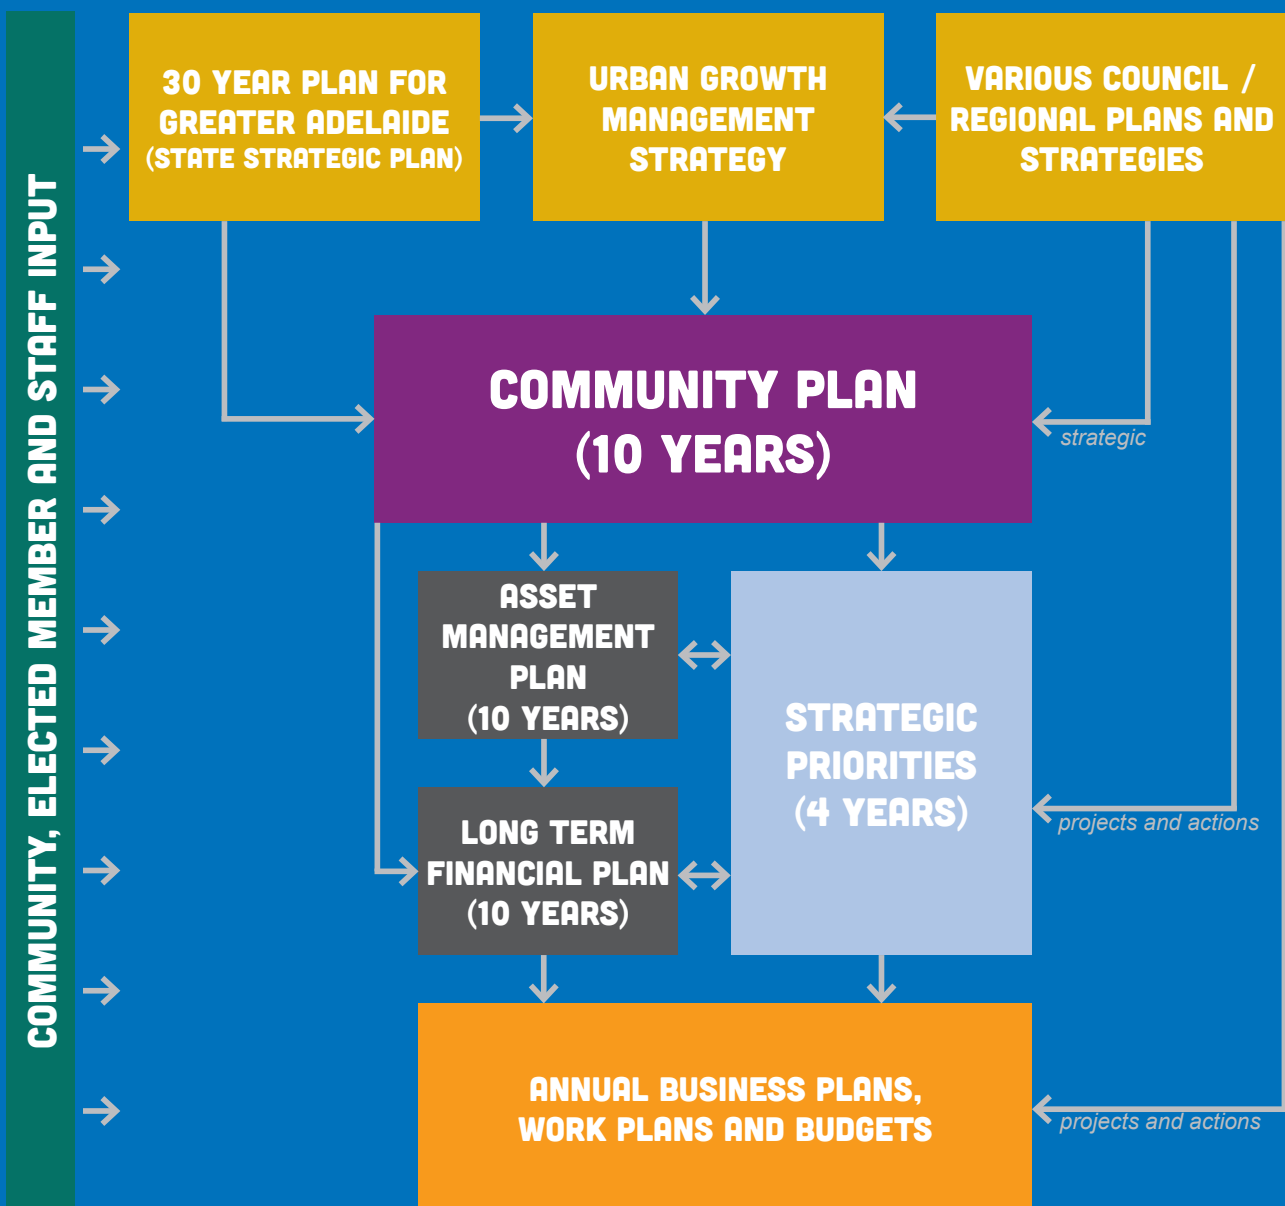 COMMUNITY, ELECTED MEMBER AND STAFF INPUT
30 YEAR PLAN FOR
GREATER ADELAIDE
(STATE STRATEGIC PLAN)
URBAN GROWTH
MANAGEMENT
STRATEGY
VARIOUS COUNCIL /
REGIONAL PLANS AND
STRATEGIES
COMMUNITY PLAN
(10 YEARS)
strategic
ASSET
MANAGEMENT
PLAN
(10 YEARS)
STRATEGIC
PRIORITIES
(4 YEARS)
projects and actions
LONG TERM
FINANCIAL PLAN
(10 YEARS)
ANNUAL BUSINESS PLANS,
WORK PLANS AND BUDGETS
projects and actions